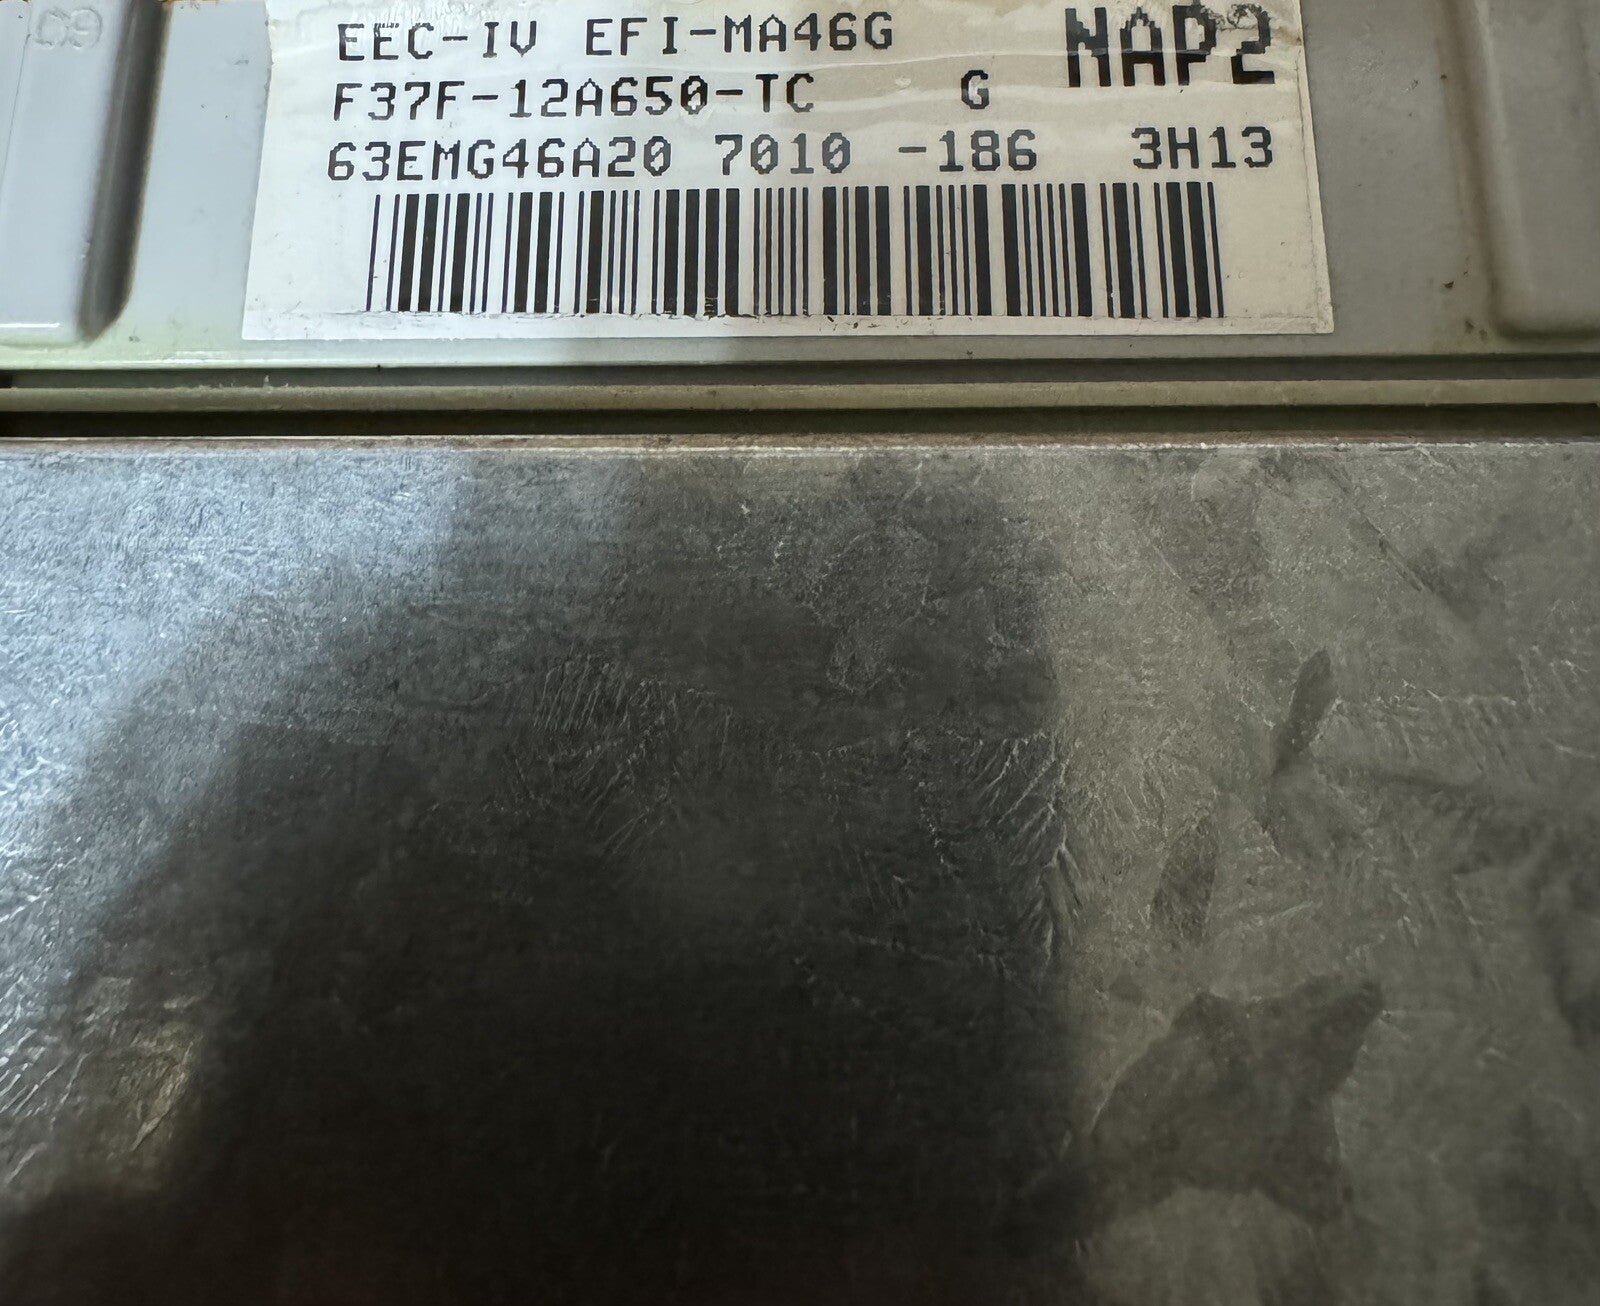 EEC-IV EFI-MA46G NAP2
F37F-12A650-TC G
63EMG46A20 7010 -186 3H13